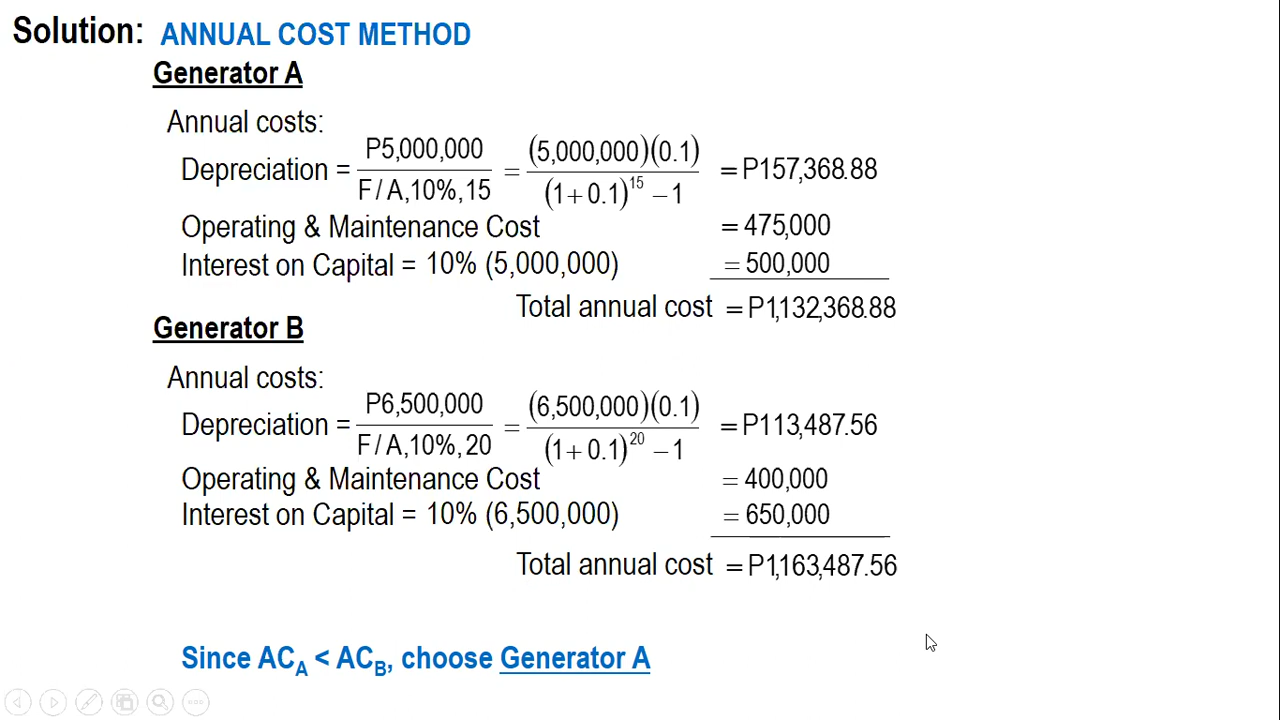 Solution: ANNUAL COST METHOD
Generator A
Annual costs:
Depreciation = P5,000,000 / F/A,10%,15 = (5,000,000)(0.1) / (1+0.1)^15 − 1 = P157,368.88
Operating & Maintenance Cost = 475,000
Interest on Capital = 10% (5,000,000) = 500,000
Total annual cost = P1,132,368.88
Generator B
Annual costs:
Depreciation = P6,500,000 / F/A,10%,20 = (6,500,000)(0.1) / (1+0.1)^20 − 1 = P113,487.56
Operating & Maintenance Cost = 400,000
Interest on Capital = 10% (6,500,000) = 650,000
Total annual cost = P1,163,487.56
Since AC_A < AC_B, choose Generator A